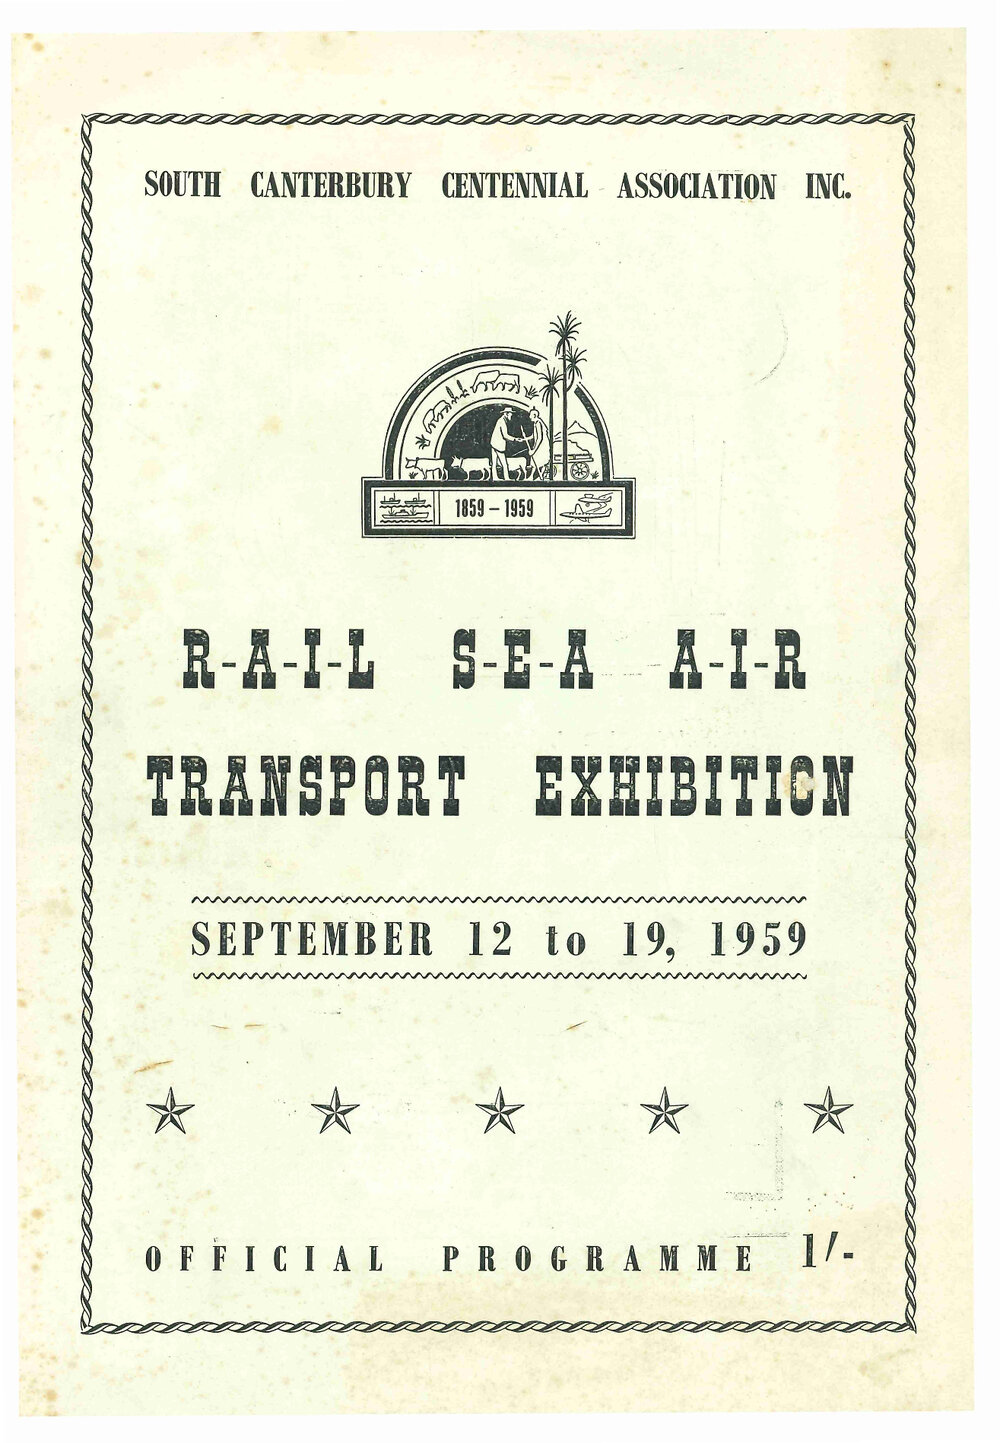 SOUTH CANTERBURY CENTENNIAL ASSOCIATION INC.
1859 - 1959
R-A-I-L S-E-A A-I-R
TRANSPORT EXHIBITION
SEPTEMBER 12 to 19, 1959
OFFICIAL PROGRAMME 1/-